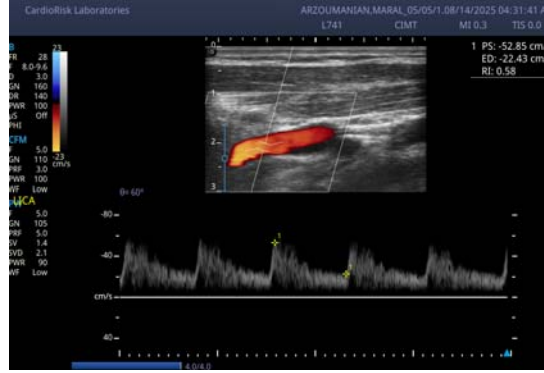 CardioRisk Laboratories
ARZOUMANIAN,MARAL_05/05/1.08/14/2025 04:31:41 A
L741 CIMT MI 0.3 TIS 0.0
B
FR 28
F 8.0-9.6
D 3.0
GN 160
DR 140
PWR 100
µS Off
PHI
23
-23
cm/s
CFM
F 5.0
GN 110
PRF 3.0
PWR 100
WF Low
LICA
F 5.0
GN 105
PRF 5.0
SV 1.4
SVD 2.1
PWR 90
WF Low
0
1
2
3
1 PS: -52.85 cm/
ED: -22.43 cm/
RI: 0.58
θ= 60°
-80
-40
cm/s
40
1
4.0/4.0